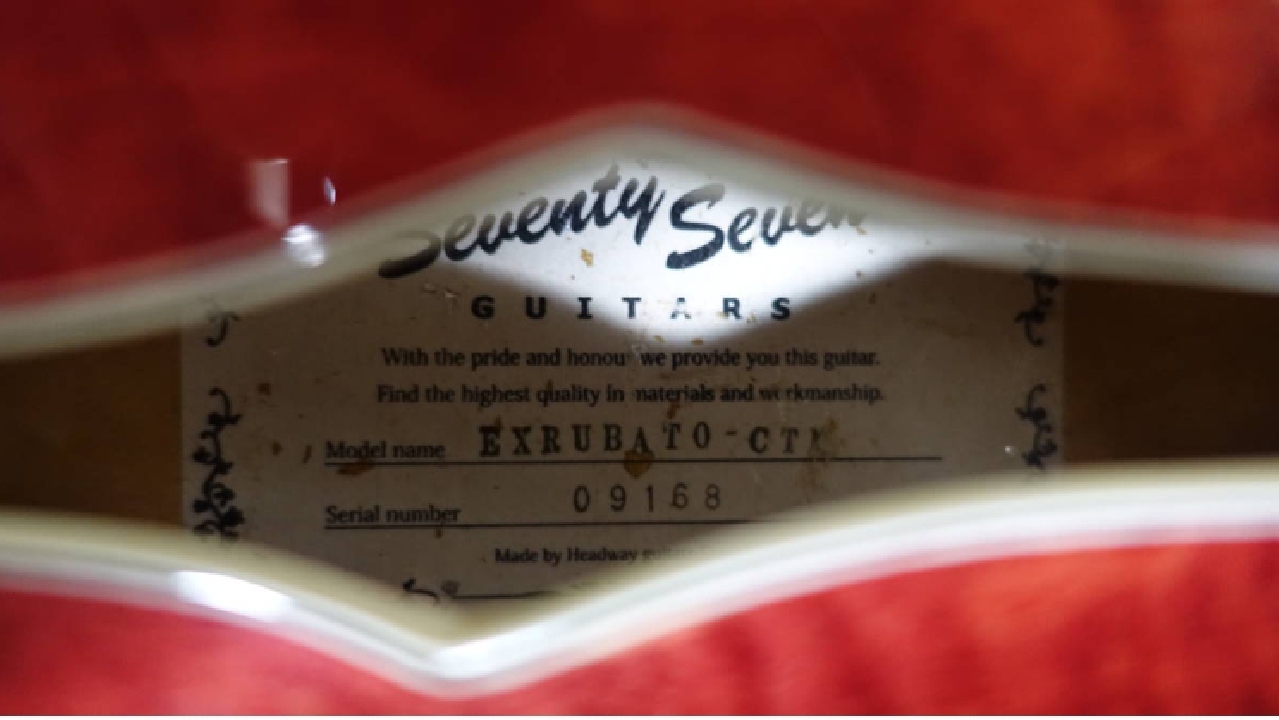 Seventy Seven
GUITARS
With the pride and honour we provide you this guitar.
Find the highest quality in materials and workmanship.
Model name EXRUBATO-CT
Serial number 09168
Made by Headway